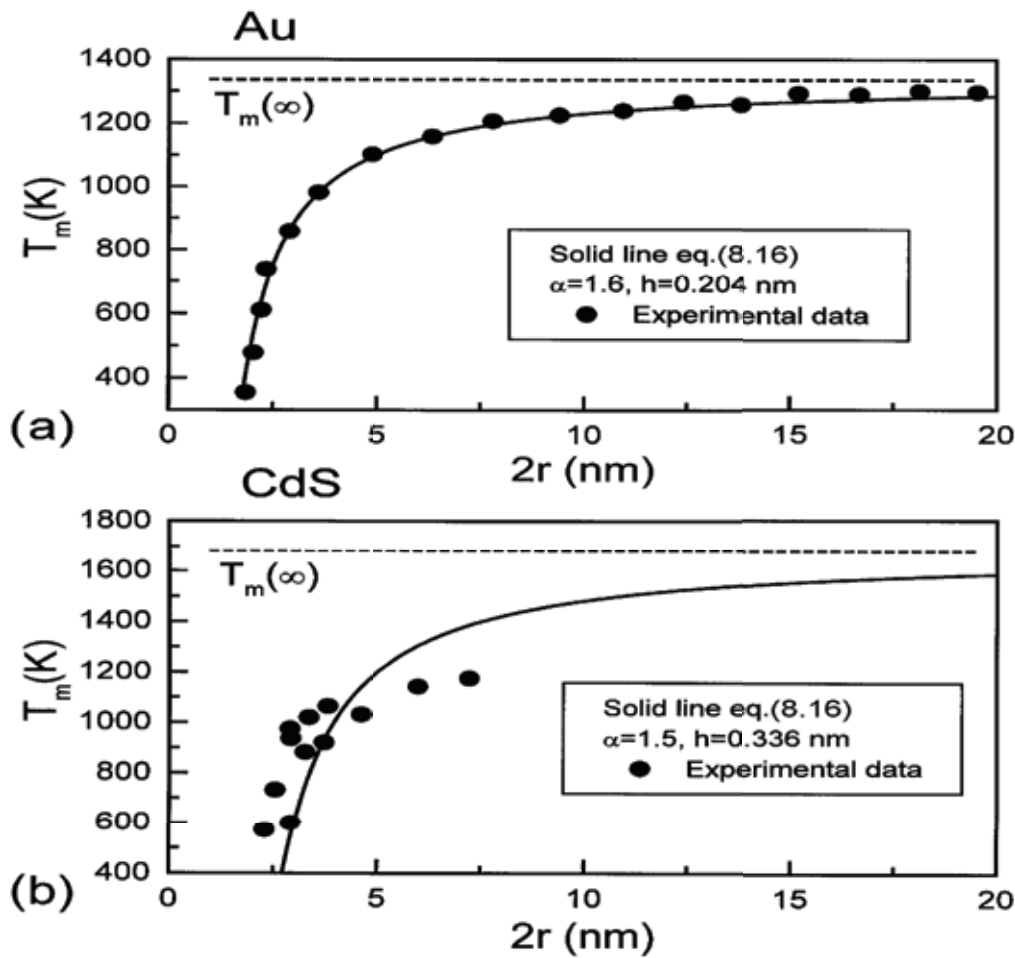 Au
1400
1200
1000
800
600
400
T_m(K)
T_m(∞)
Solid line eq.(8.16)
α=1.6, h=0.204 nm
Experimental data
(a)
0 5 10 15 20
2r (nm)
CdS
1800
1600
1400
1200
1000
800
600
400
T_m(K)
T_m(∞)
Solid line eq.(8.16)
α=1.5, h=0.336 nm
Experimental data
(b)
0 5 10 15 20
2r (nm)